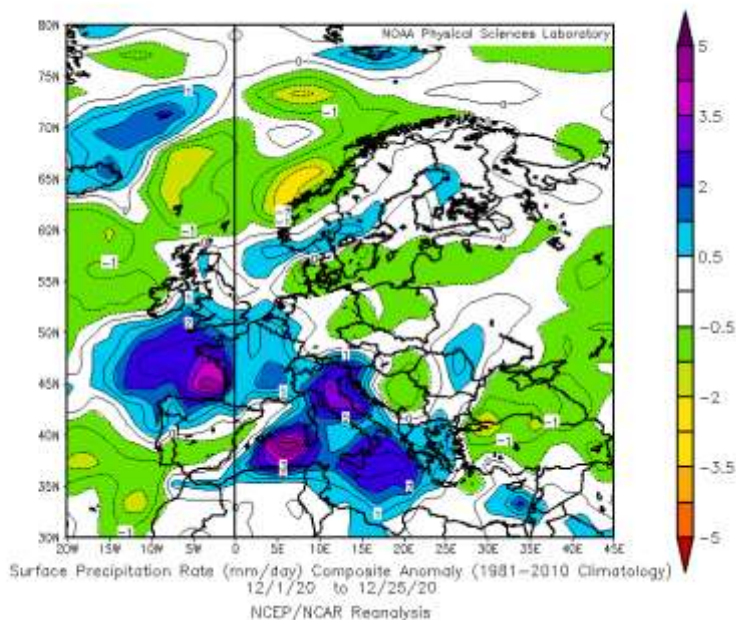 NOAA Physical Sciences Laboratory
80N
75N
70N
65N
60N
55N
50N
45N
40N
35N
30N
20W 15W 10W 5W 0 5E 10E 15E 20E 25E 30E 35E 40E 45E
5
3.5
2
0.5
-0.5
-2
-3.5
-5
Surface Precipitation Rate (mm/day) Composite Anomaly (1981-2010 Climatology)
12/1/20 to 12/25/20
NCEP/NCAR Reanalysis